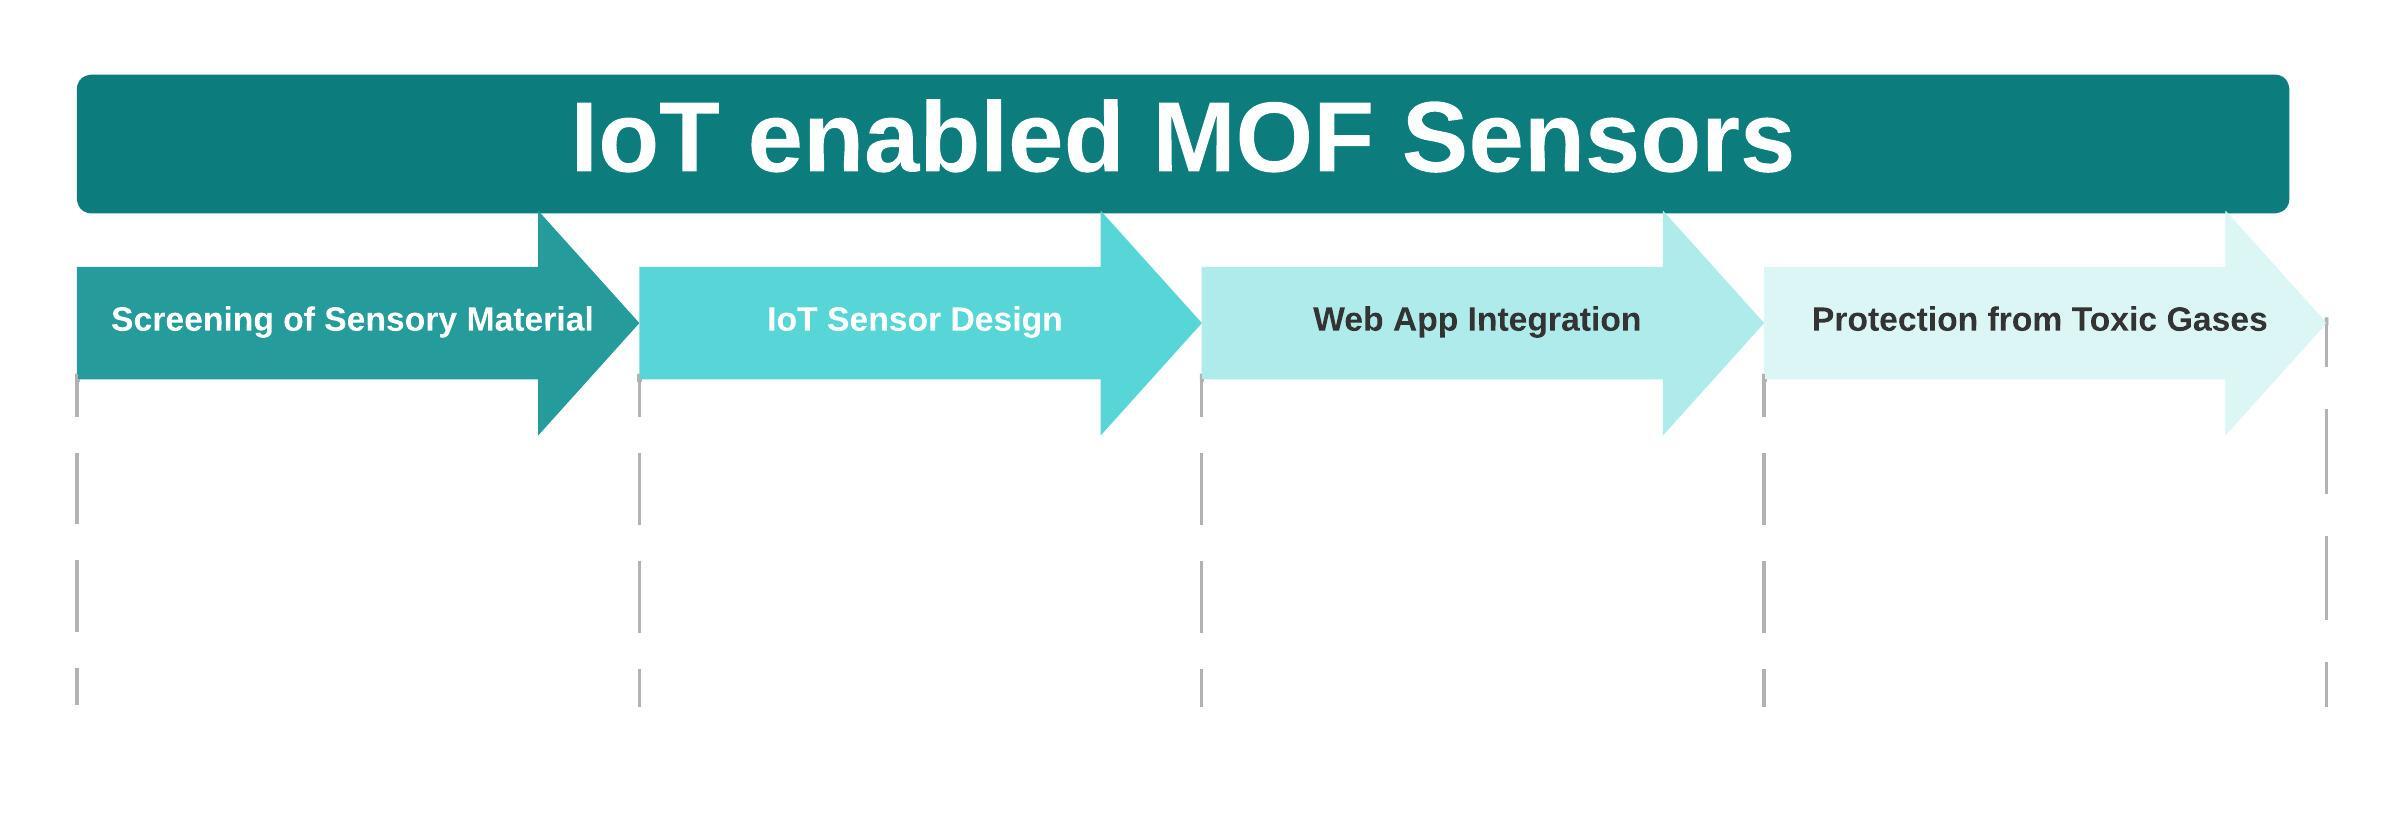 IoT enabled MOF Sensors
Screening of Sensory Material
IoT Sensor Design
Web App Integration
Protection from Toxic Gases